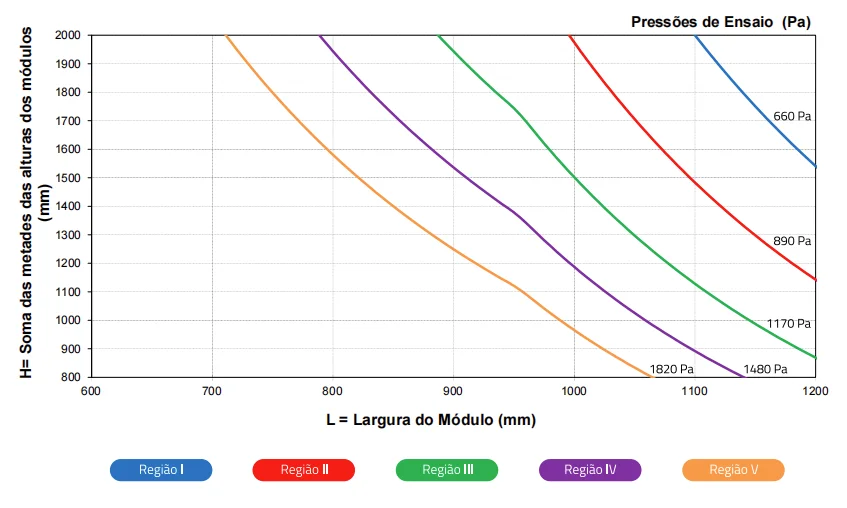 Pressões de Ensaio (Pa)
H= Soma das metades das alturas dos módulos
(mm)
2000
1900
1800
1700
1600
1500
1400
1300
1200
1100
1000
900
800
660 Pa
890 Pa
1170 Pa
1820 Pa
1480 Pa
600
700
800
900
1000
1100
1200
L = Largura do Módulo (mm)
Região I
Região II
Região III
Região IV
Região V